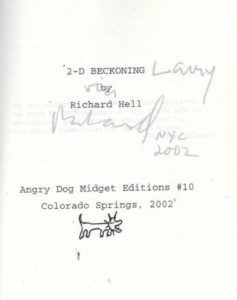 '2-D BECKONING Larry
by
Richard Hell
Richard
NYC
2002
Angry Dog Midget Editions #10
Colorado Springs, 2002